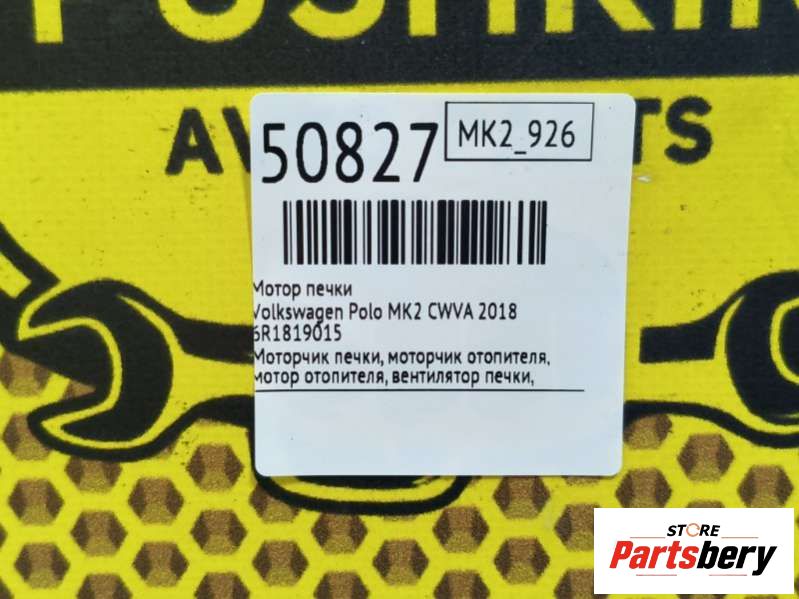 50827
MK2_926
Мотор печки
Volkswagen Polo MK2 CWVA 2018
6R1819015
Моторчик печки, моторчик отопителя,
мотор отопителя, вентилятор печки,
STORE
Partsbery